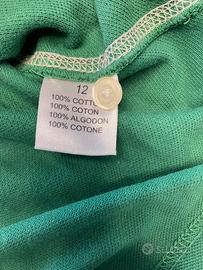 12
100% COTTO
100% COTON
100% ALGODON
100% COTONE
subito